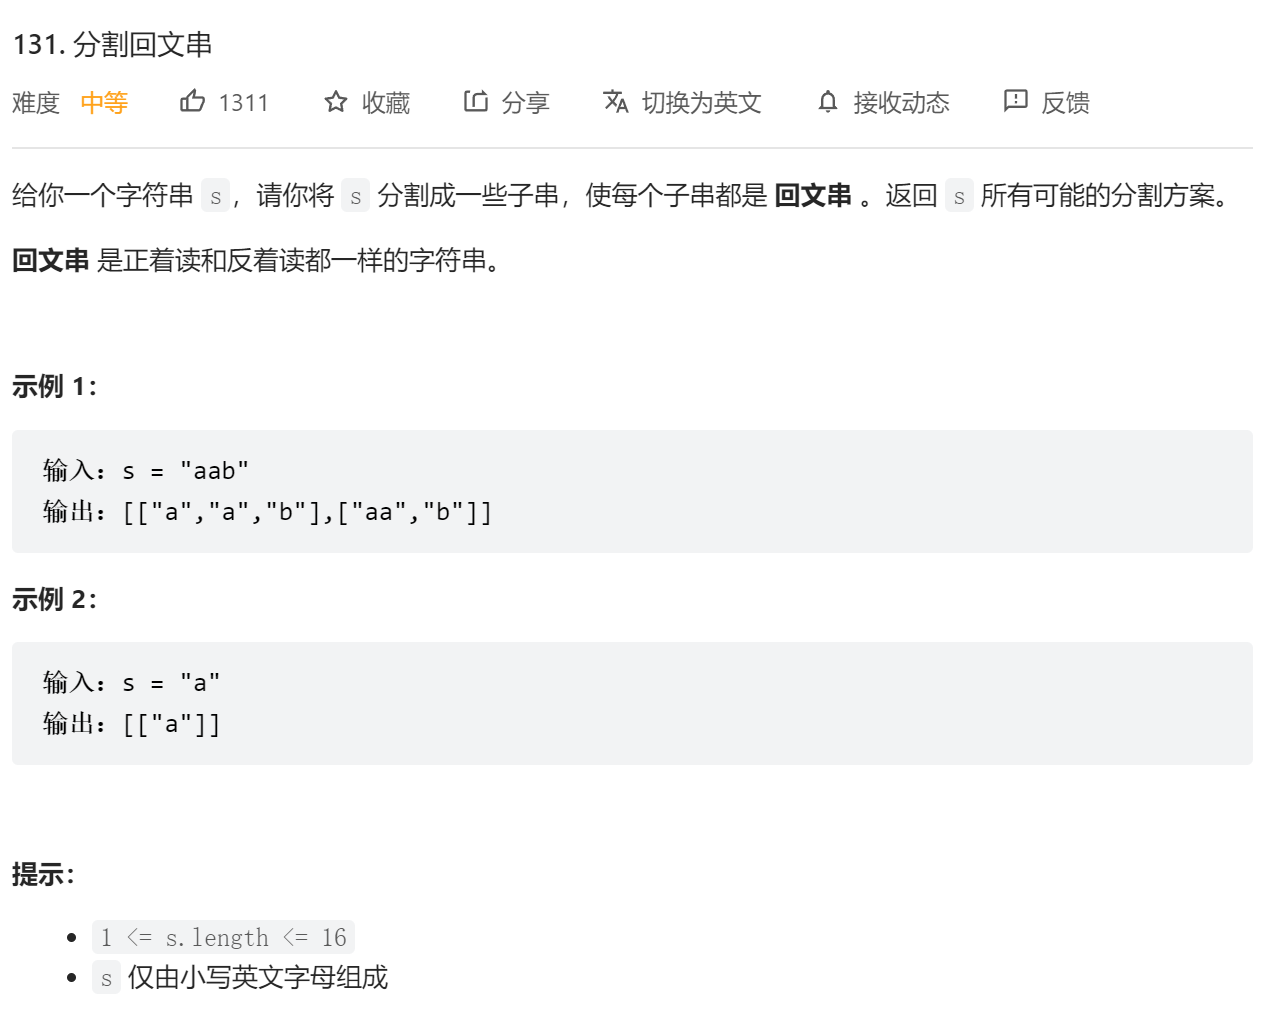 131. 分割回文串
难度 中等 1311 收藏 分享 切换为英文 接收动态 反馈
给你一个字符串 s，请你将 s 分割成一些子串，使每个子串都是 回文串 。返回 s 所有可能的分割方案。
回文串 是正着读和反着读都一样的字符串。
示例 1：
输入：s = "aab"
输出：[["a","a","b"],["aa","b"]]
示例 2：
输入：s = "a"
输出：[["a"]]
提示：
1 <= s.length <= 16
s 仅由小写英文字母组成